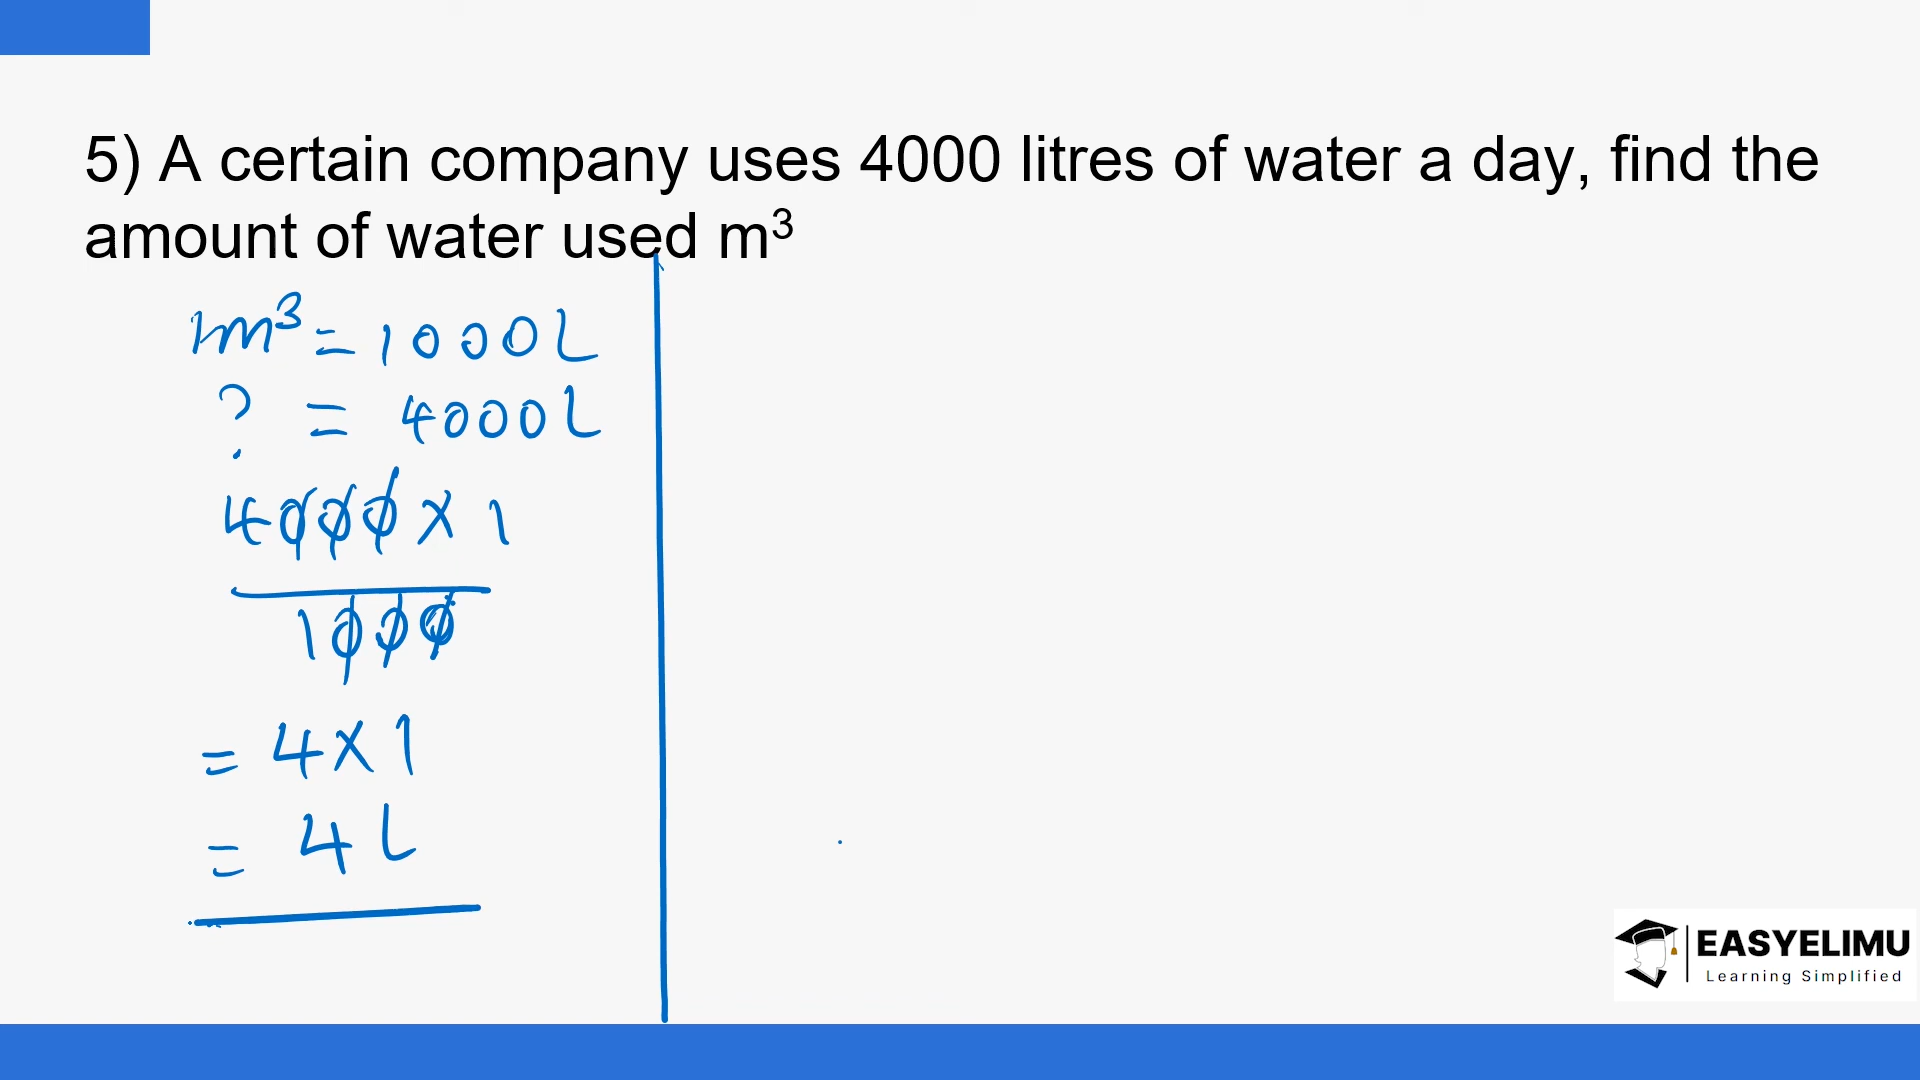 5) A certain company uses 4000 litres of water a day, find the
amount of water used m³
1m³ = 1000L
? = 4000L
4000 x 1
1000
= 4 x 1
= 4 L
EASYELIMU
Learning Simplified